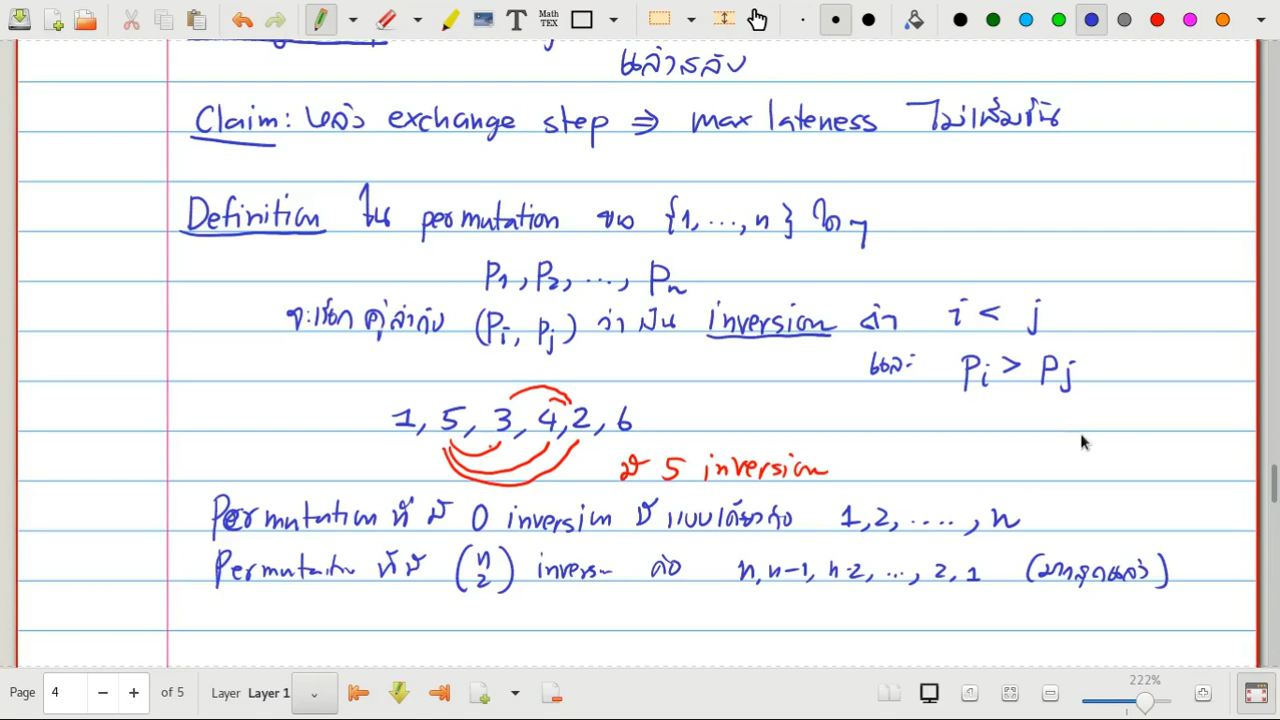 Math
TEX
T
แล้วสลับ
Claim: หลัง exchange step ⇒ max lateness ไม่เพิ่มขึ้น
Definition ใน permutation ของ {1, ..., n} ใด ๆ
P1, P2, ..., Pn
จะเรียก คู่ลำดับ (Pi, Pj) ว่าเป็น inversion ถ้า i < j
และ Pi > Pj
1, 5, 3, 4, 2, 6
มี 5 inversion
Permutation ที่ มี 0 inversion มี แบบเดียวคือ 1, 2, ...., n
Permutation ที่มี (n 2) inversion คือ n, n-1, n-2, ..., 2, 1 (มากสุดแล้ว)
Page 4 of 5 Layer Layer 1 222%